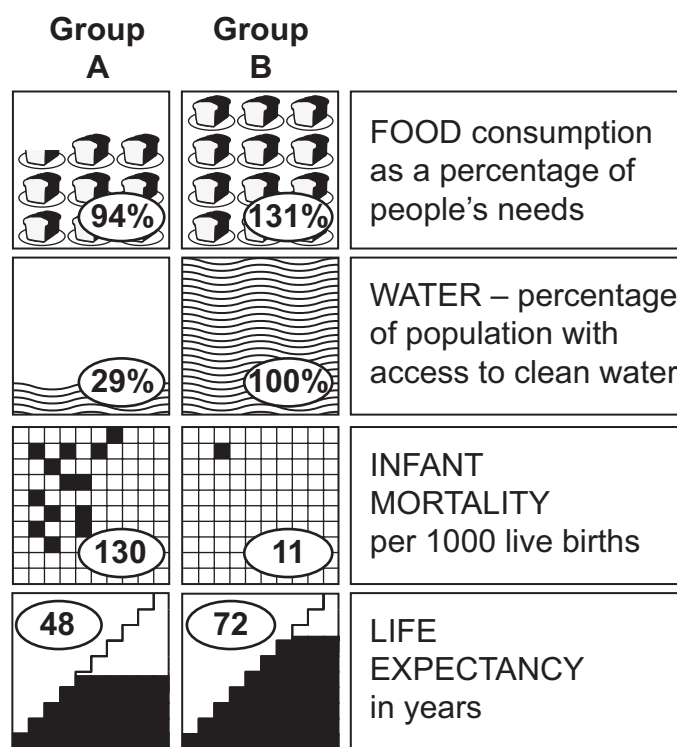 Group
A
Group
B
94%
131%
FOOD consumption
as a percentage of
people’s needs
29%
100%
WATER – percentage
of population with
access to clean water
130
11
INFANT
MORTALITY
per 1000 live births
48
72
LIFE
EXPECTANCY
in years